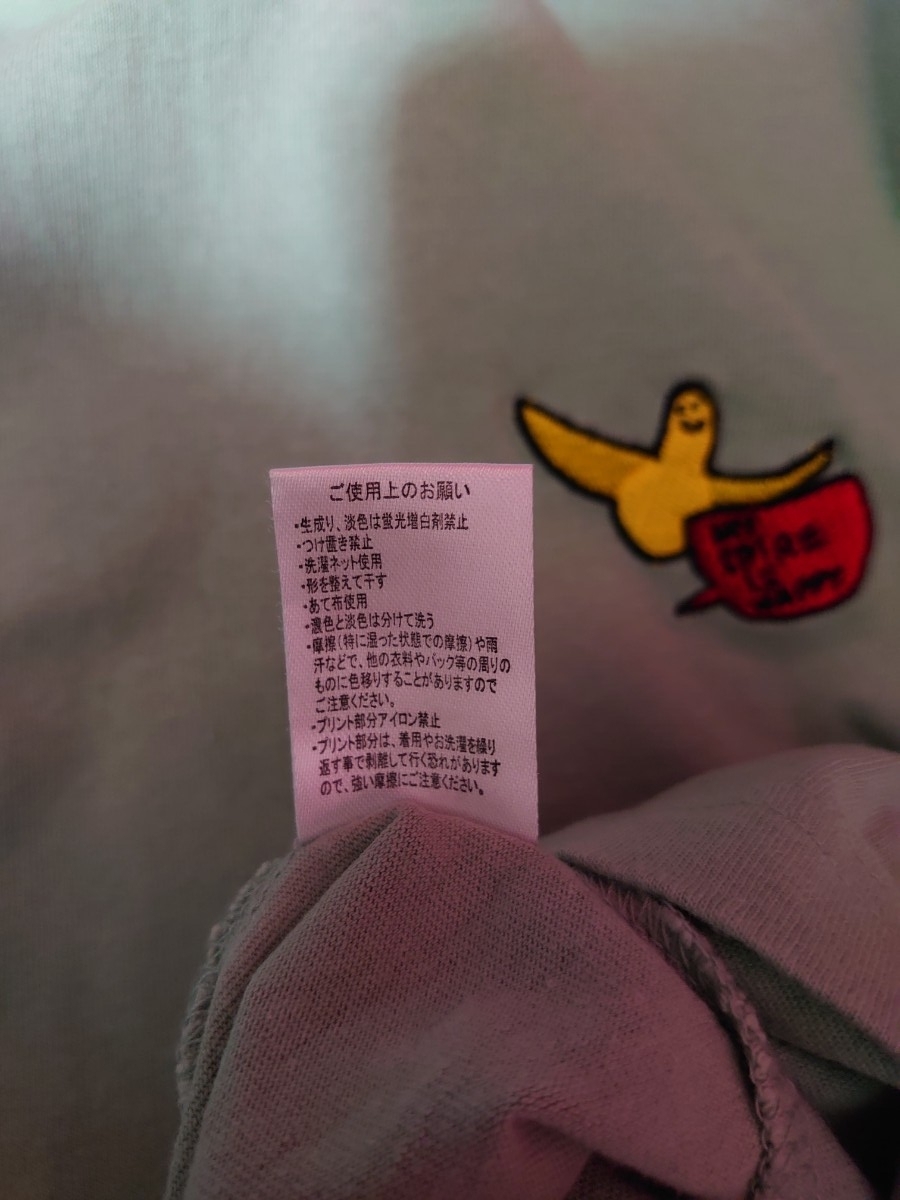 ご使用上のお願い
・生成り、淡色は蛍光増白剤禁止
・つけ置き禁止
・洗濯ネット使用
・形を整えて干す
・あて布使用
・濃色と淡色は分けて洗う
・摩擦(特に湿った状態での摩擦)や雨
汗などで、他の衣料やバック等の周りの
ものに色移りすることがありますので
ご注意ください。
・プリント部分アイロン禁止
・プリント部分は、着用やお洗濯を繰り
返す事で剥離して行く恐れがあります
ので、強い摩擦にご注意ください。
HAPPY